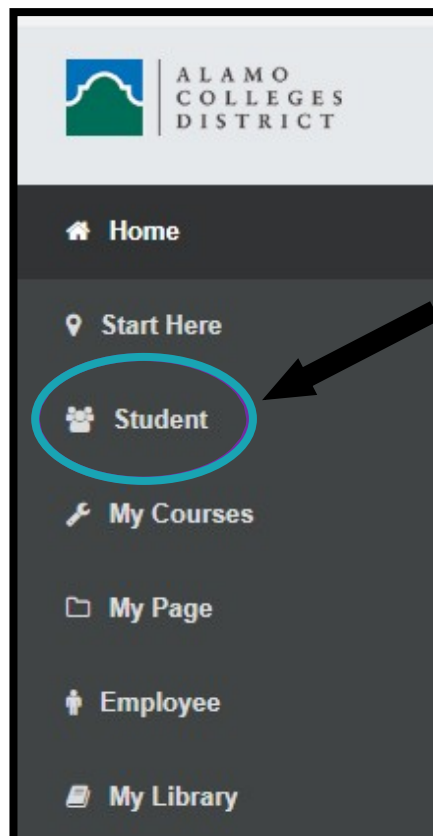 ALAMO
COLLEGES
DISTRICT
Home
Start Here
Student
My Courses
My Page
Employee
My Library